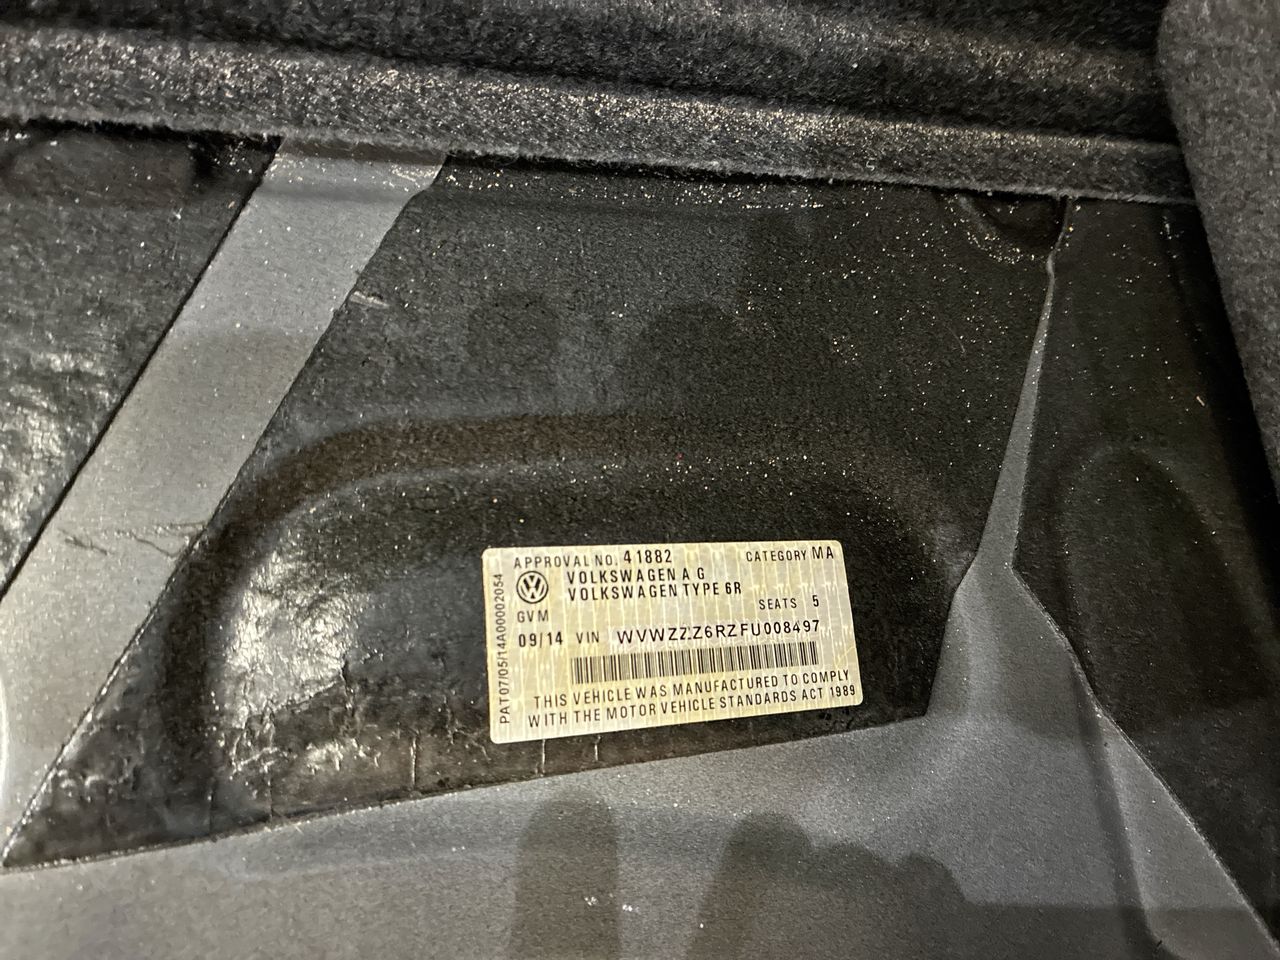 APPROVAL NO. 41882 CATEGORY MA
VOLKSWAGEN A G
VOLKSWAGEN TYPE 6R
SEATS 5
GVM
09/14 VIN WVWZZZ6RZFU008497
THIS VEHICLE WAS MANUFACTURED TO COMPLY
WITH THE MOTOR VEHICLE STANDARDS ACT 1989
PAT07/05/14A00002054